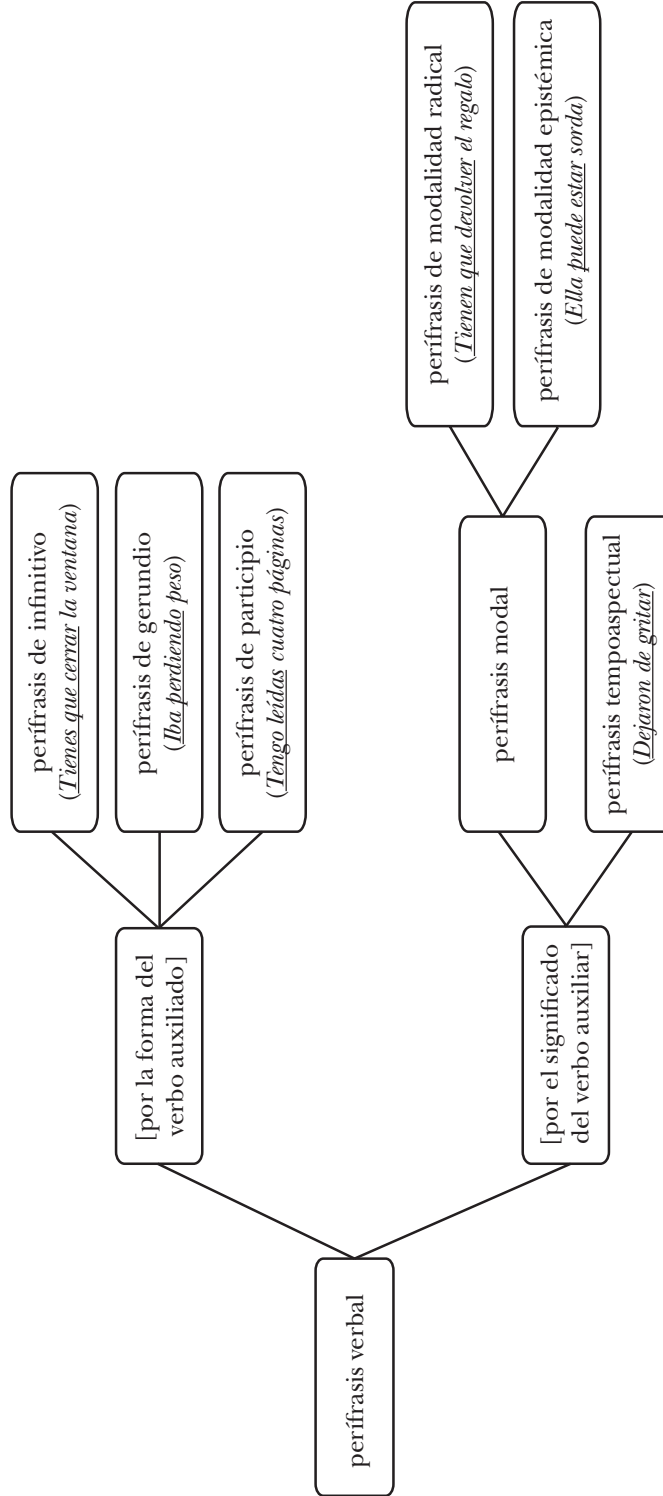 perífrasis verbal
[por la forma del
verbo auxiliado]
perífrasis de infinitivo
(Tienes que cerrar la ventana)
perífrasis de gerundio
(Iba perdiendo peso)
perífrasis de participio
(Tengo leídas cuatro páginas)
[por el significado
del verbo auxiliar]
perífrasis modal
perífrasis de modalidad radical
(Tienen que devolver el regalo)
perífrasis de modalidad epistémica
(Ella puede estar sorda)
perífrasis tempoaspectual
(Dejaron de gritar)